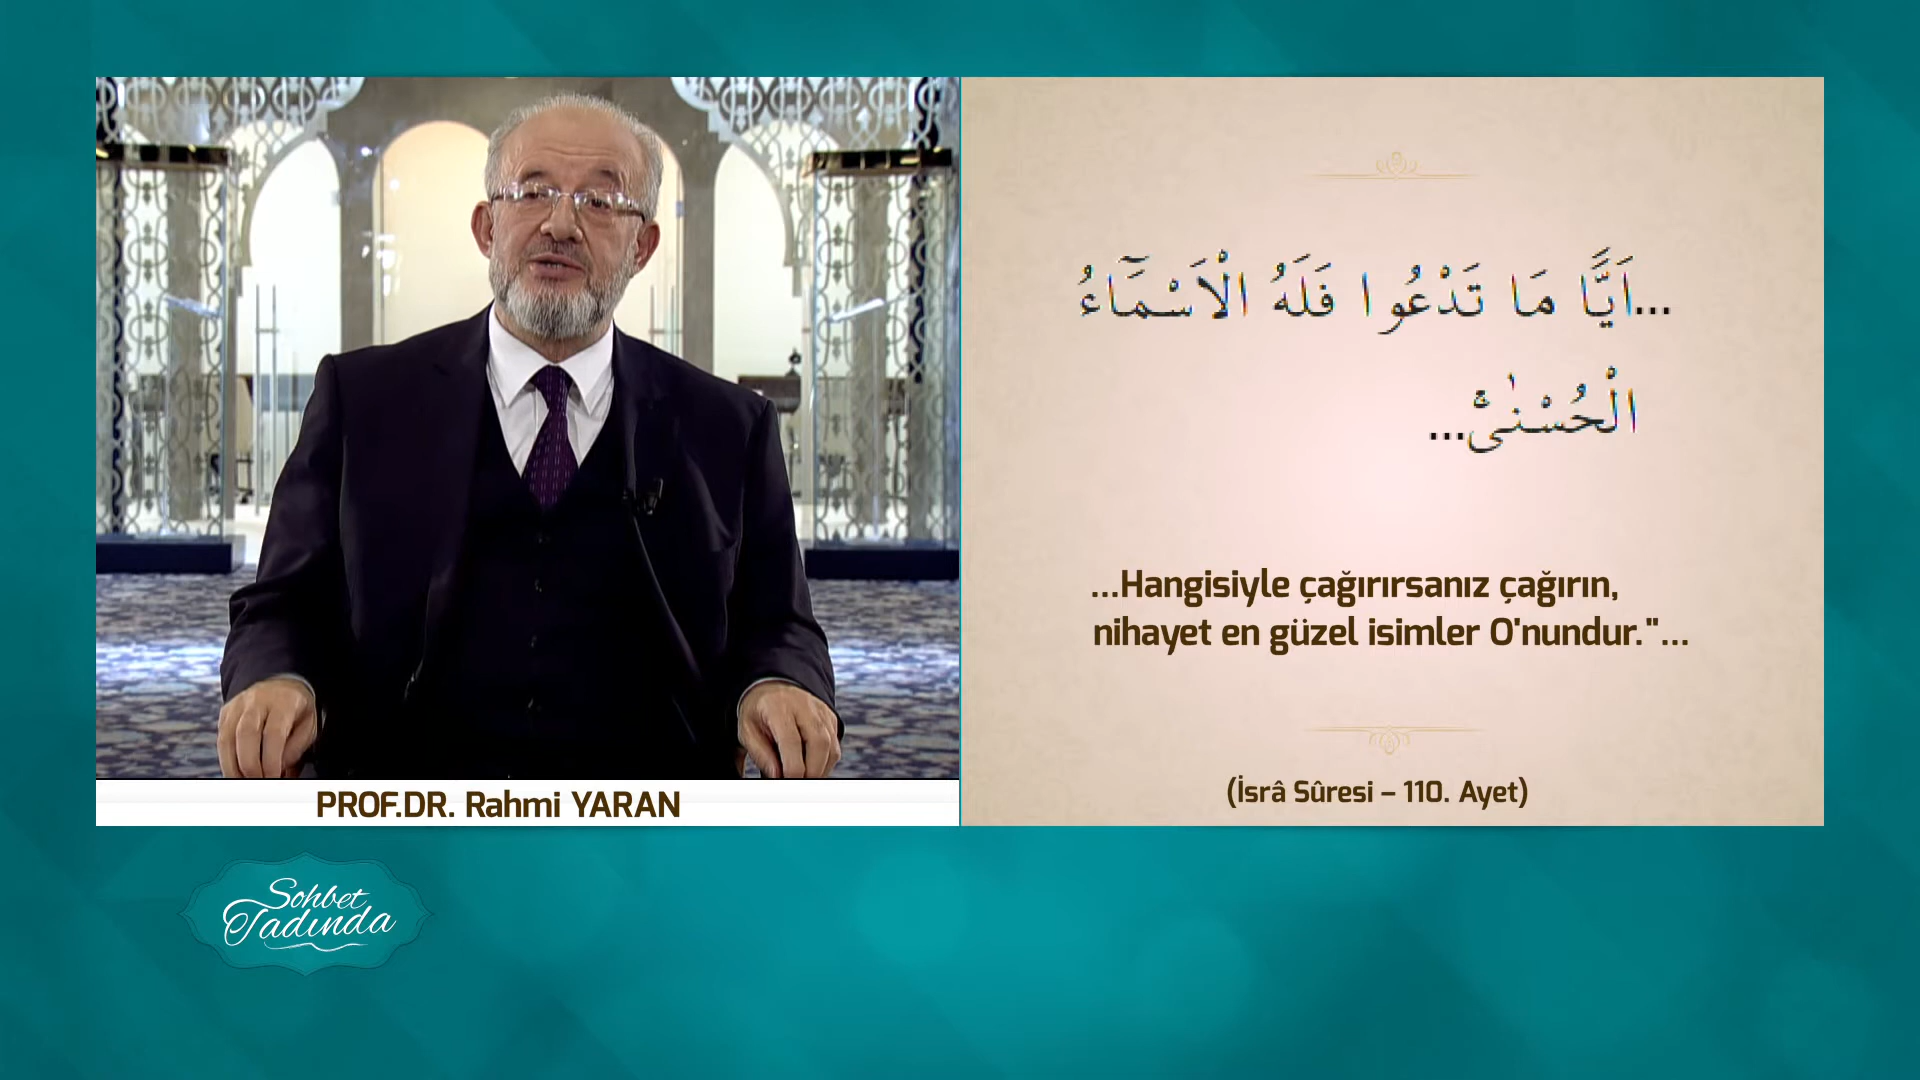 PROF.DR. Rahmi YARAN
...اَيًّا مَا تَدْعُوا فَلَهُ الْاَسْمَٓاءُ
الْحُسْنٰىۚ...
...Hangisiyle çağırırsanız çağırın,
nihayet en güzel isimler O'nundur."...
(İsrâ Sûresi – 110. Ayet)
Sohbet
Tadında